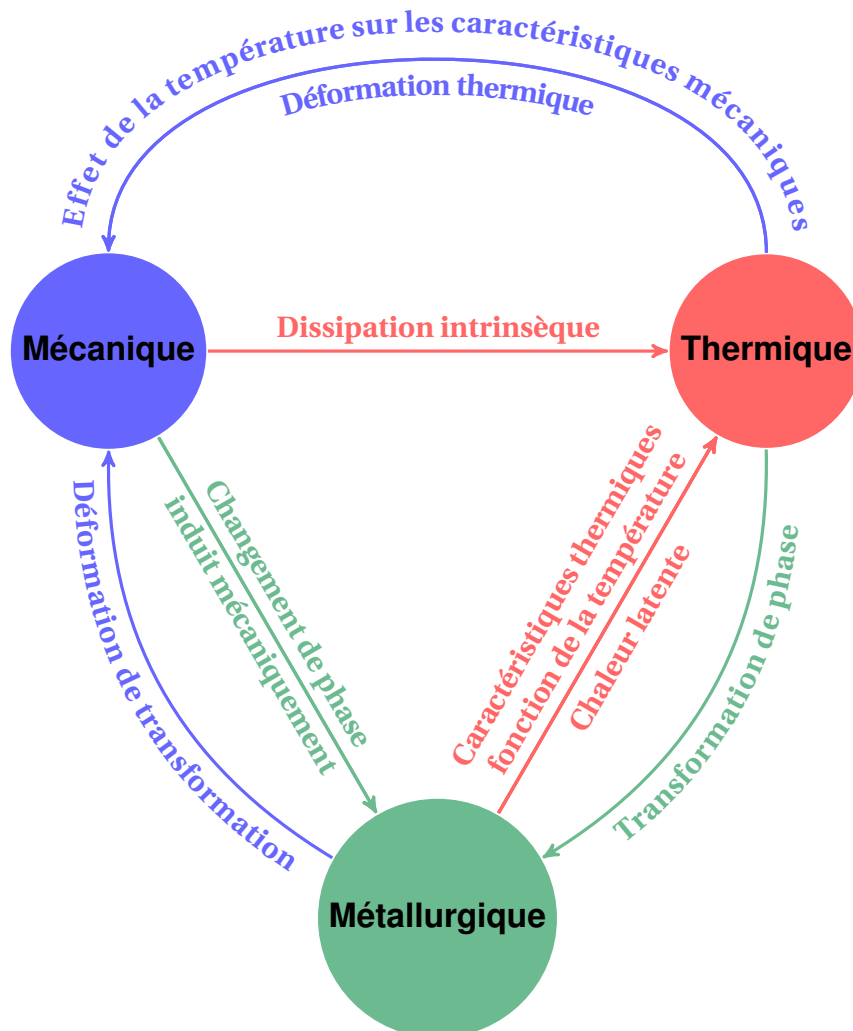 Effet de la température sur les caractéristiques mécaniques
Déformation thermique
Mécanique
Dissipation intrinsèque
Thermique
Déformation de transformation
Changement de phase
induit mécaniquement
Caractéristiques thermiques
fonction de la température
Chaleur latente
Transformation de phase
Métallurgique